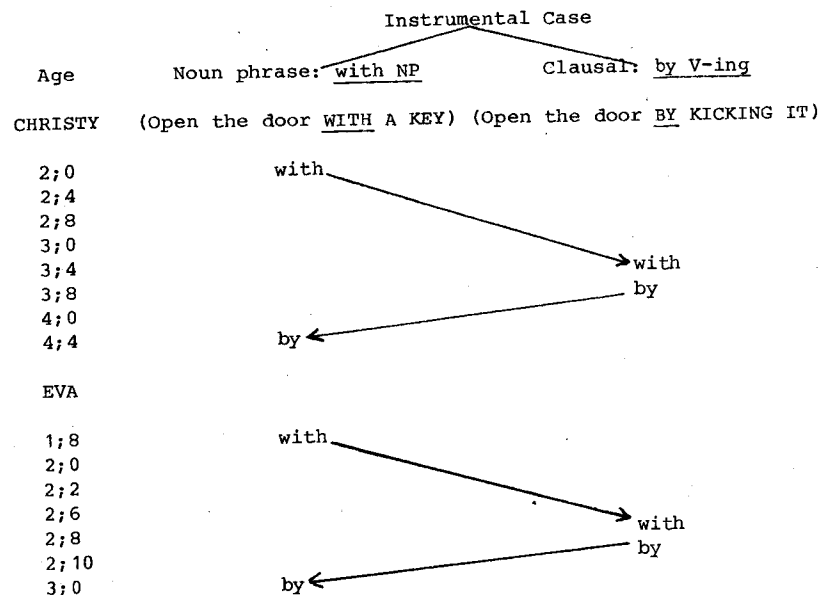 Instrumental Case
Age Noun phrase: with NP Clausal: by V-ing
CHRISTY (Open the door WITH A KEY) (Open the door BY KICKING IT)
2;0 with
2;4
2;8
3;0
3;4 with
3;8 by
4;0
4;4 by
EVA
1;8 with
2;0
2;2
2;6 with
2;8 by
2;10
3;0 by